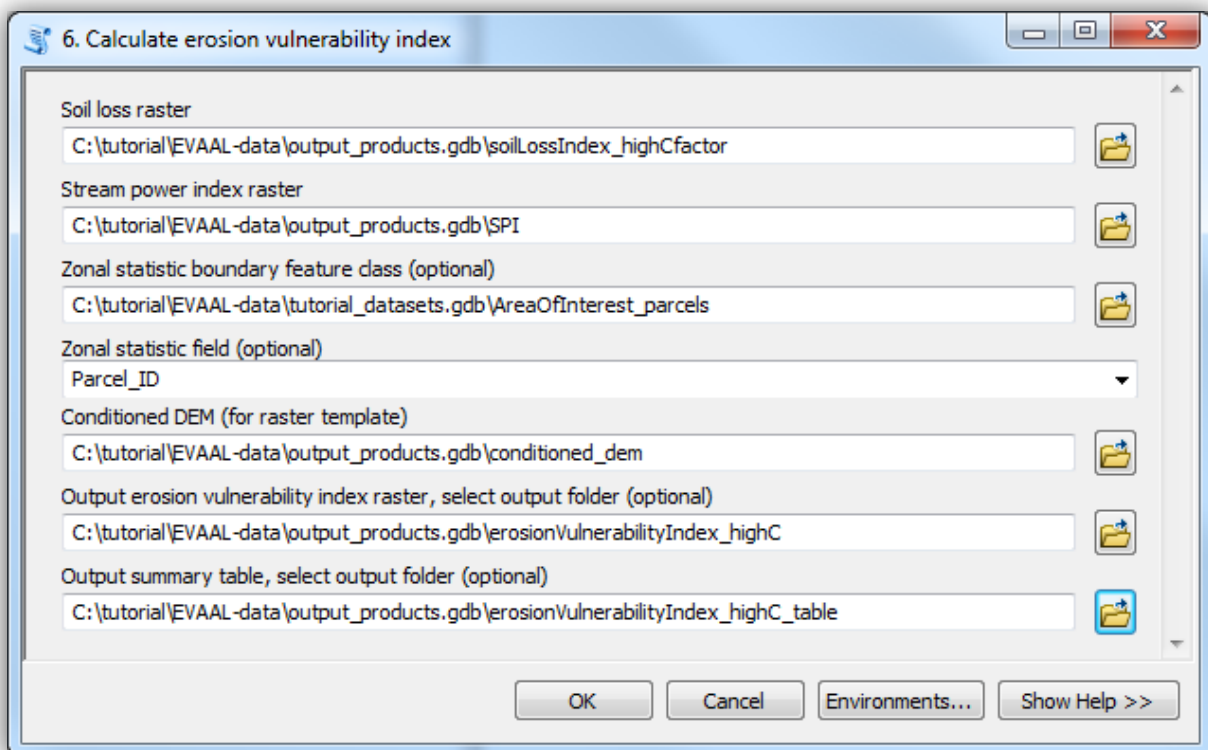 6. Calculate erosion vulnerability index
Soil loss raster
C:\tutorial\EVAAL-data\output_products.gdb\soilLossIndex_highCfactor
Stream power index raster
C:\tutorial\EVAAL-data\output_products.gdb\SPI
Zonal statistic boundary feature class (optional)
C:\tutorial\EVAAL-data\tutorial_datasets.gdb\AreaOfInterest_parcels
Zonal statistic field (optional)
Parcel_ID
Conditioned DEM (for raster template)
C:\tutorial\EVAAL-data\output_products.gdb\conditioned_dem
Output erosion vulnerability index raster, select output folder (optional)
C:\tutorial\EVAAL-data\output_products.gdb\erosionVulnerabilityIndex_highC
Output summary table, select output folder (optional)
C:\tutorial\EVAAL-data\output_products.gdb\erosionVulnerabilityIndex_highC_table
OK Cancel Environments... Show Help >>